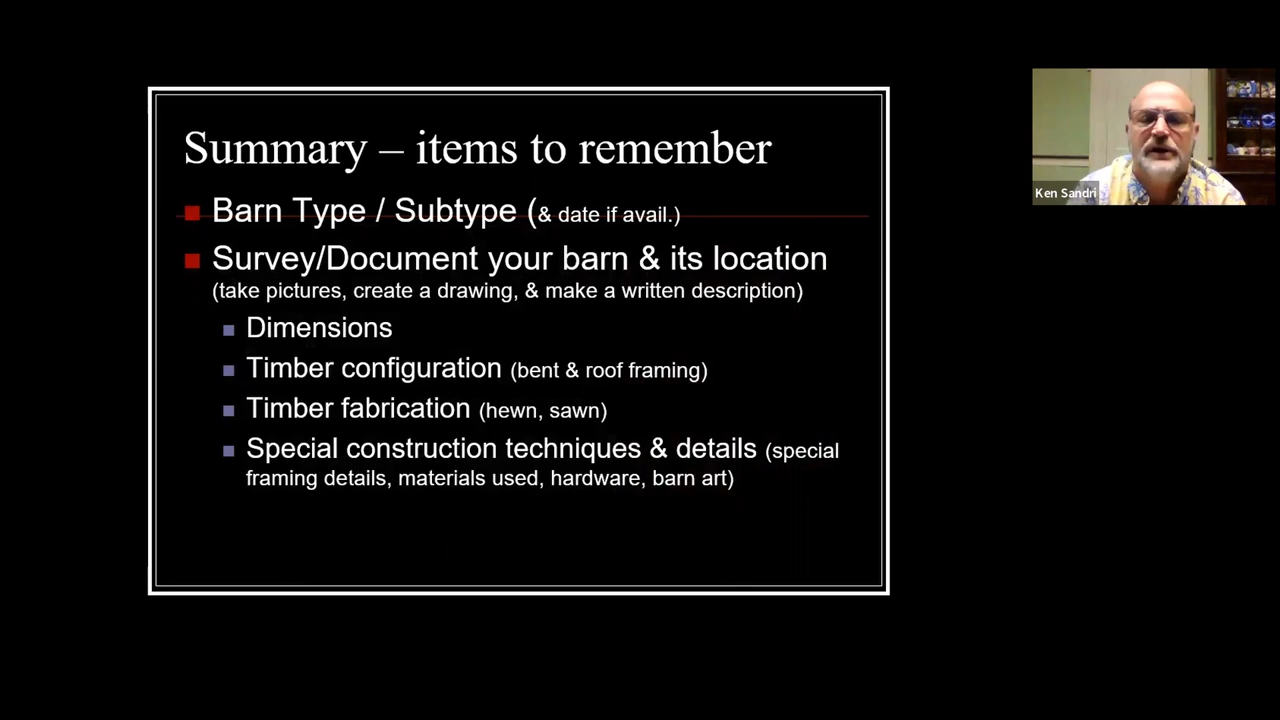 Summary – items to remember
Barn Type / Subtype (& date if avail.)
Survey/Document your barn & its location
(take pictures, create a drawing, & make a written description)
Dimensions
Timber configuration (bent & roof framing)
Timber fabrication (hewn, sawn)
Special construction techniques & details (special
framing details, materials used, hardware, barn art)
Ken Sandri